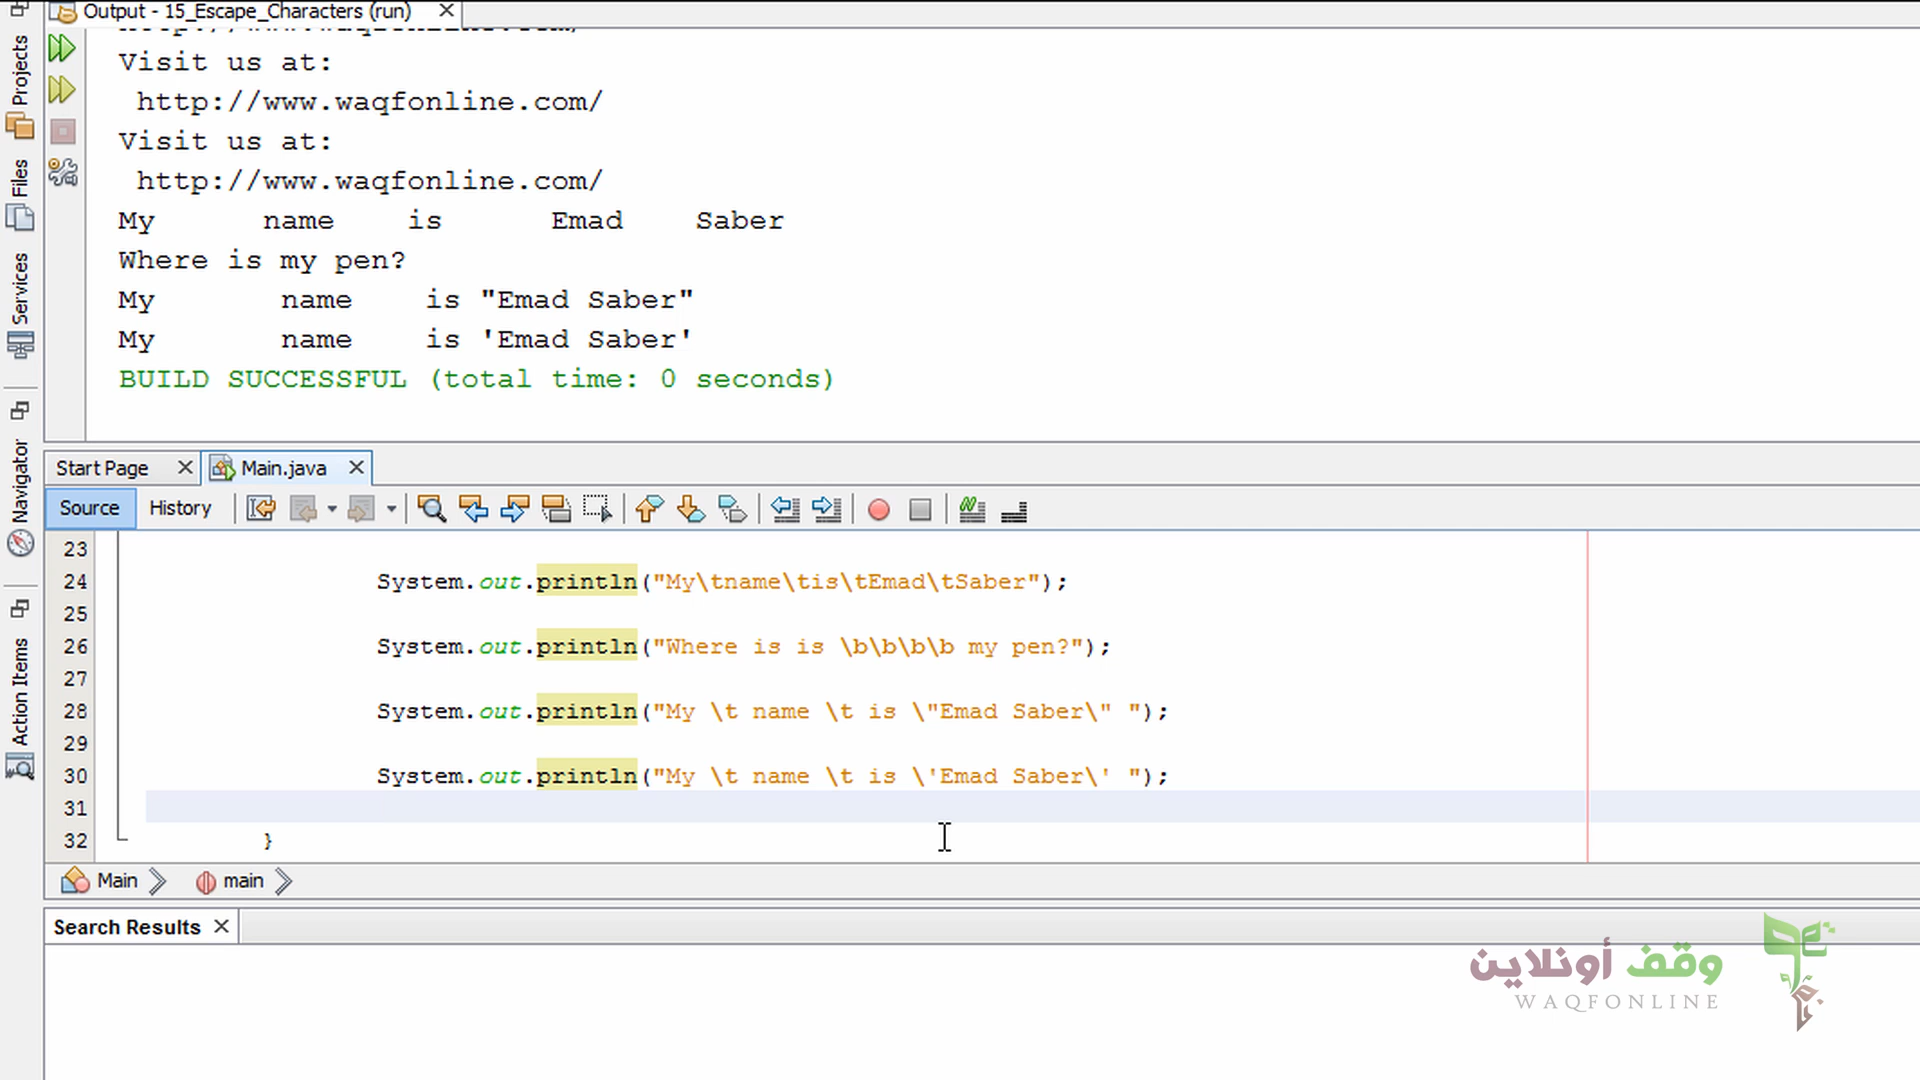 Output - 15_Escape_Characters (run)
Visit us at:
 http://www.waqfonline.com/
Visit us at:
 http://www.waqfonline.com/
My name is Emad Saber
Where is my pen?
My name is "Emad Saber"
My name is 'Emad Saber'
BUILD SUCCESSFUL (total time: 0 seconds)
Projects
Files
Services
Navigator
Action Items
Start Page
Main.java
Source History
23
24 System.out.println("My\tname\tis\tEmad\tSaber");
25
26 System.out.println("Where is is \b\b\b\b my pen?");
27
28 System.out.println("My \t name \t is \"Emad Saber\" ");
29
30 System.out.println("My \t name \t is \'Emad Saber\' ");
31
32 }
Main main
Search Results
وقف أونلاين
WAQFONLINE